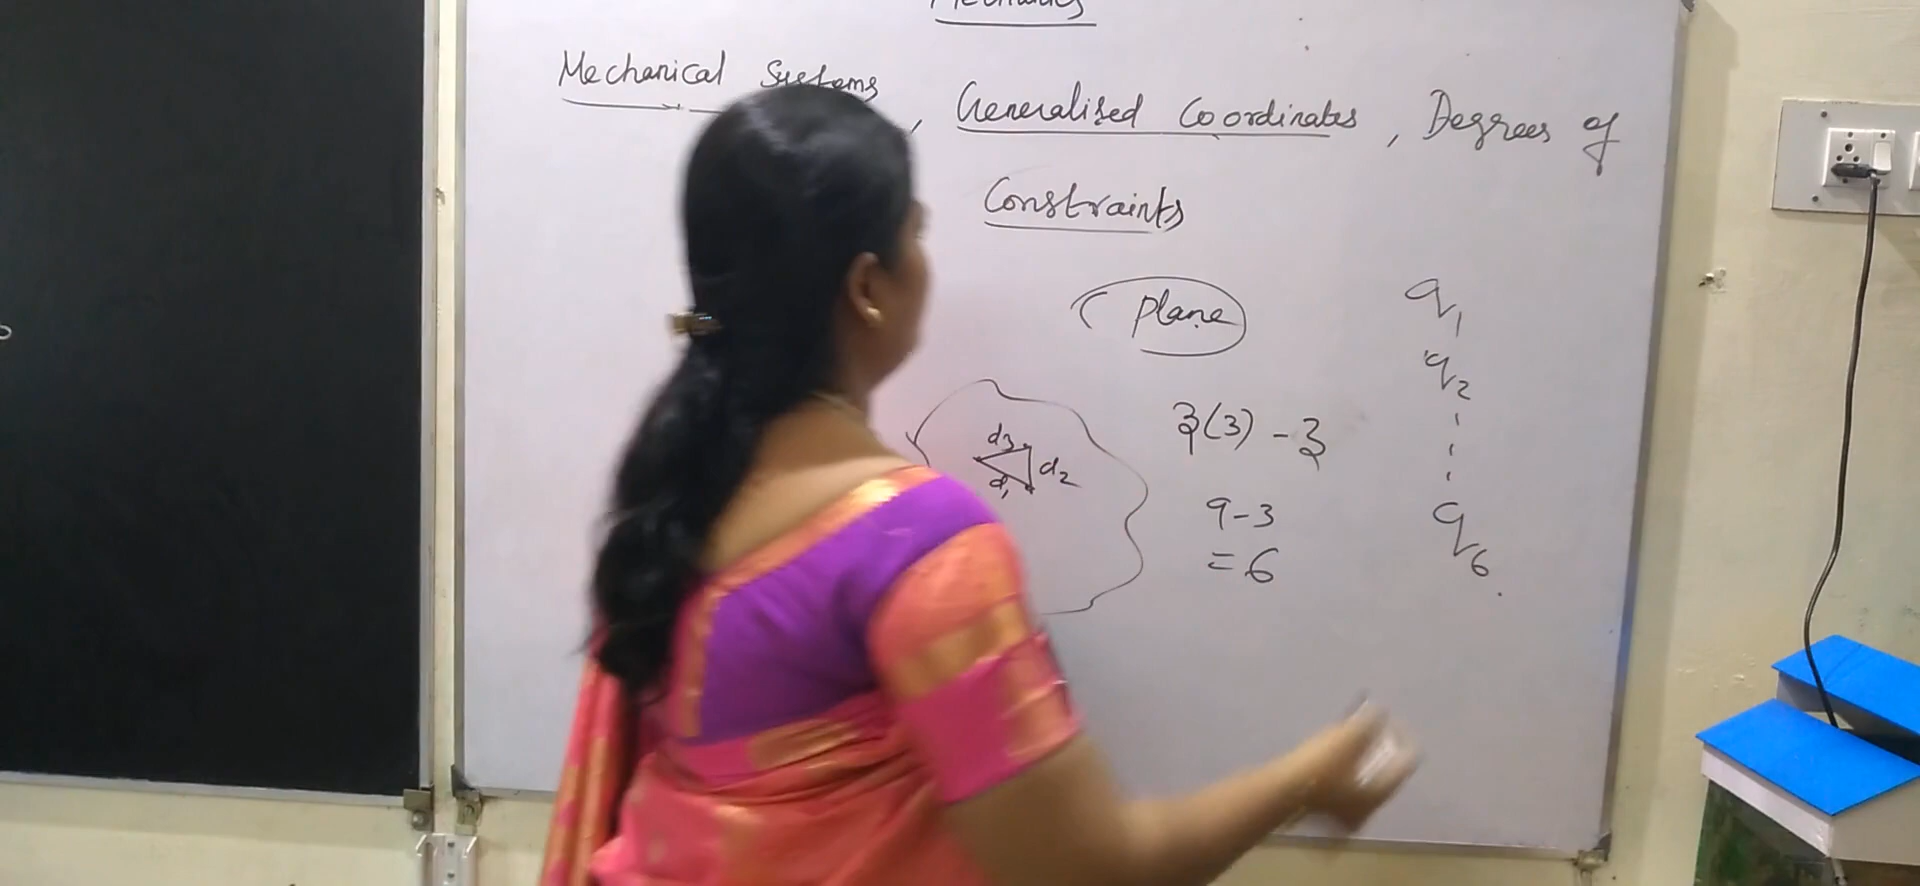 Mechanics
Mechanical Systems , Generalised Coordinates , Degrees of
Constraints
Plane
q1
q2
3(3) - 3
d3
d2
d1
9-3
q6
= 6